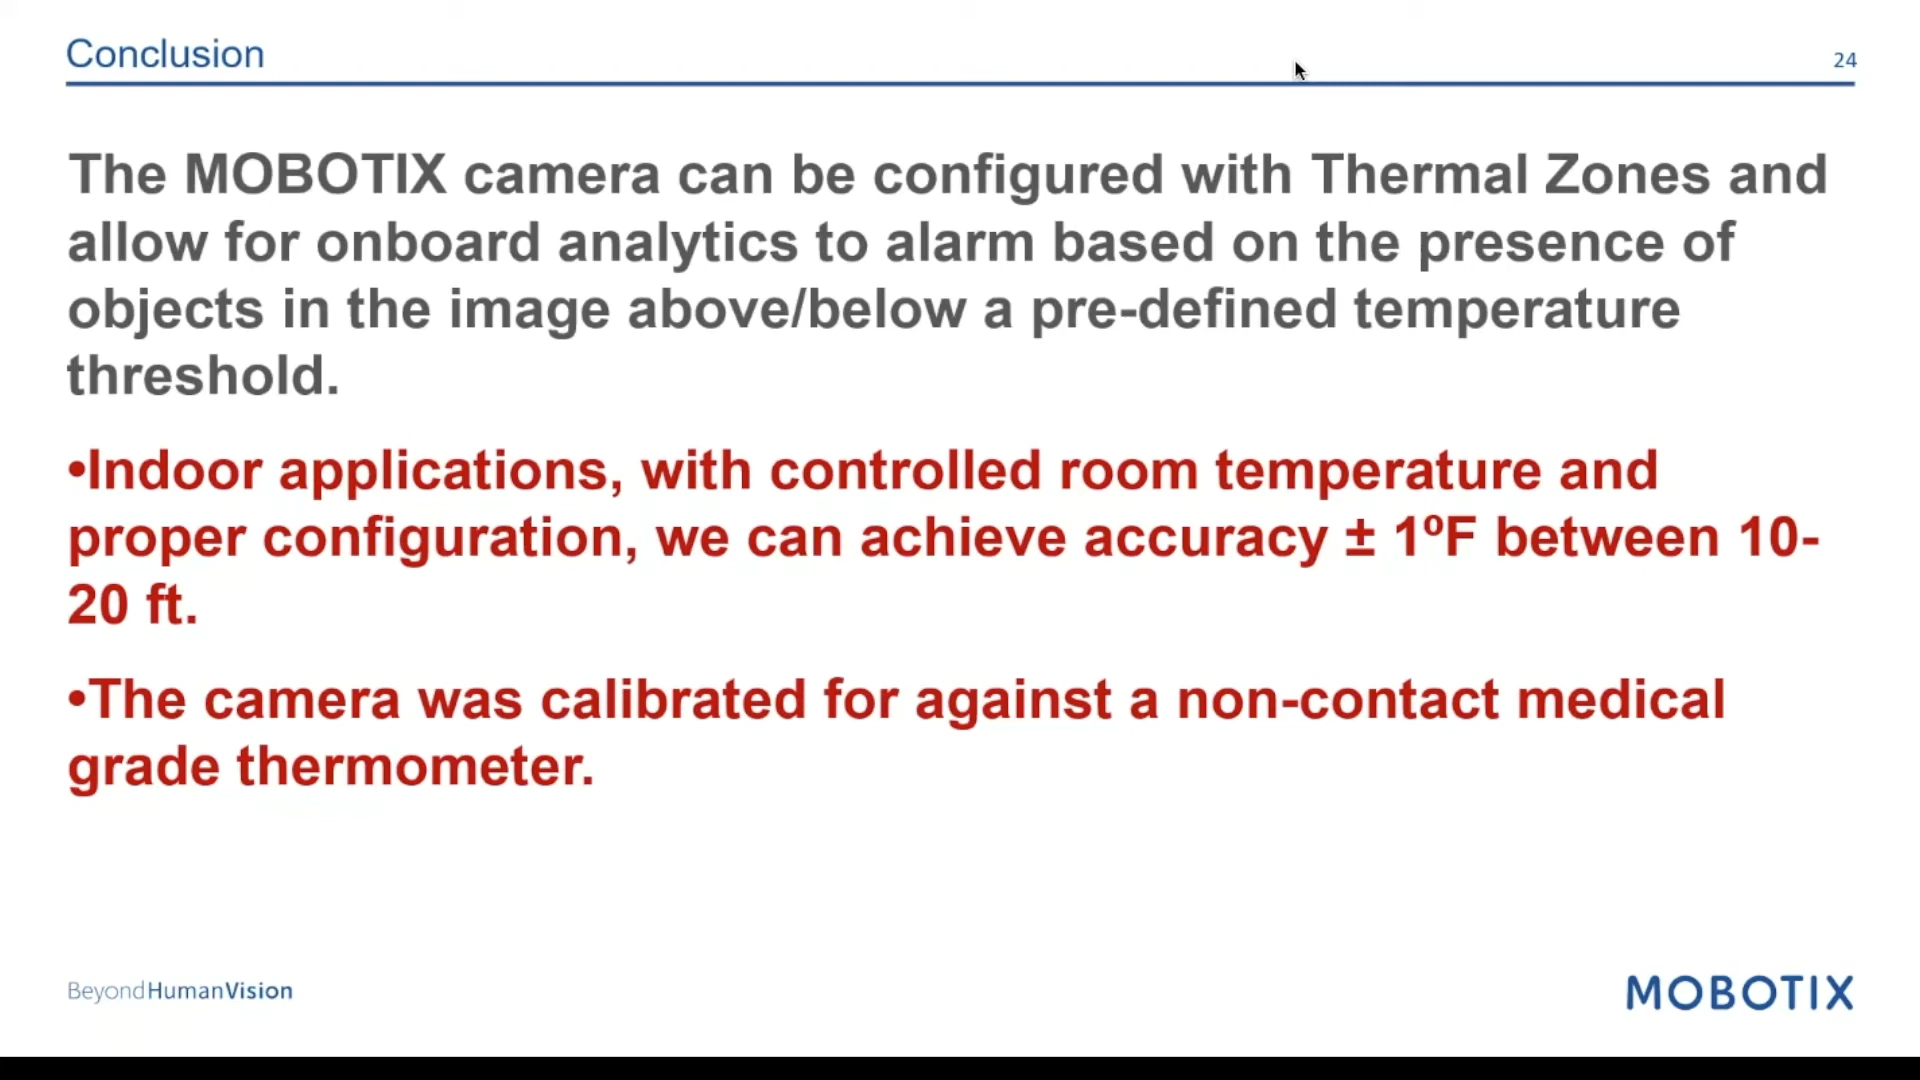 Conclusion
24
The MOBOTIX camera can be configured with Thermal Zones and
allow for onboard analytics to alarm based on the presence of
objects in the image above/below a pre-defined temperature
threshold.
•Indoor applications, with controlled room temperature and
proper configuration, we can achieve accuracy ± 1ºF between 10-
20 ft.
•The camera was calibrated for against a non-contact medical
grade thermometer.
BeyondHumanVision
MOBOTIX